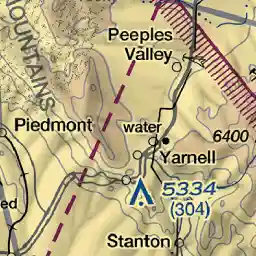 Peeples
Valley
MOUNTAINS
Piedmont
water
6400
Yarnell
5334
(304)
ed
Stanton